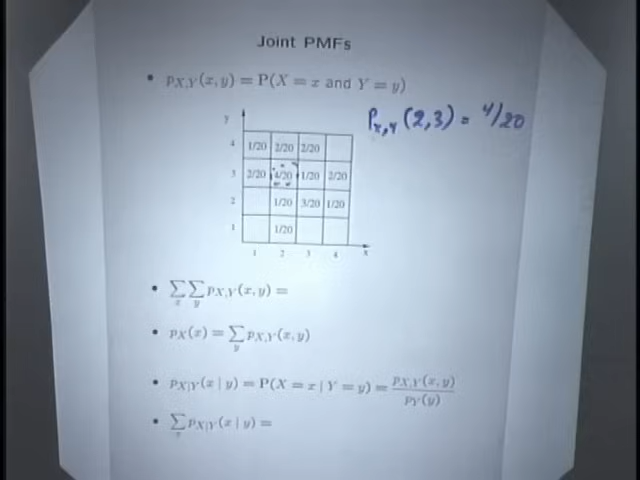 Joint PMFs
• p_{X,Y}(x, y) = P(X = x and Y = y)
P_{X,Y}(2,3) = 4/20
y
4 1/20 2/20 2/20
3 2/20 4/20 1/20 2/20
2 1/20 3/20 1/20
1 1/20
1 2 3 4 x
• ∑_x ∑_y p_{X,Y}(x, y) =
• p_X(x) = ∑_y p_{X,Y}(x, y)
• p_{X|Y}(x | y) = P(X = x | Y = y) = p_{X,Y}(x, y) / p_Y(y)
• ∑_x p_{X|Y}(x | y) =